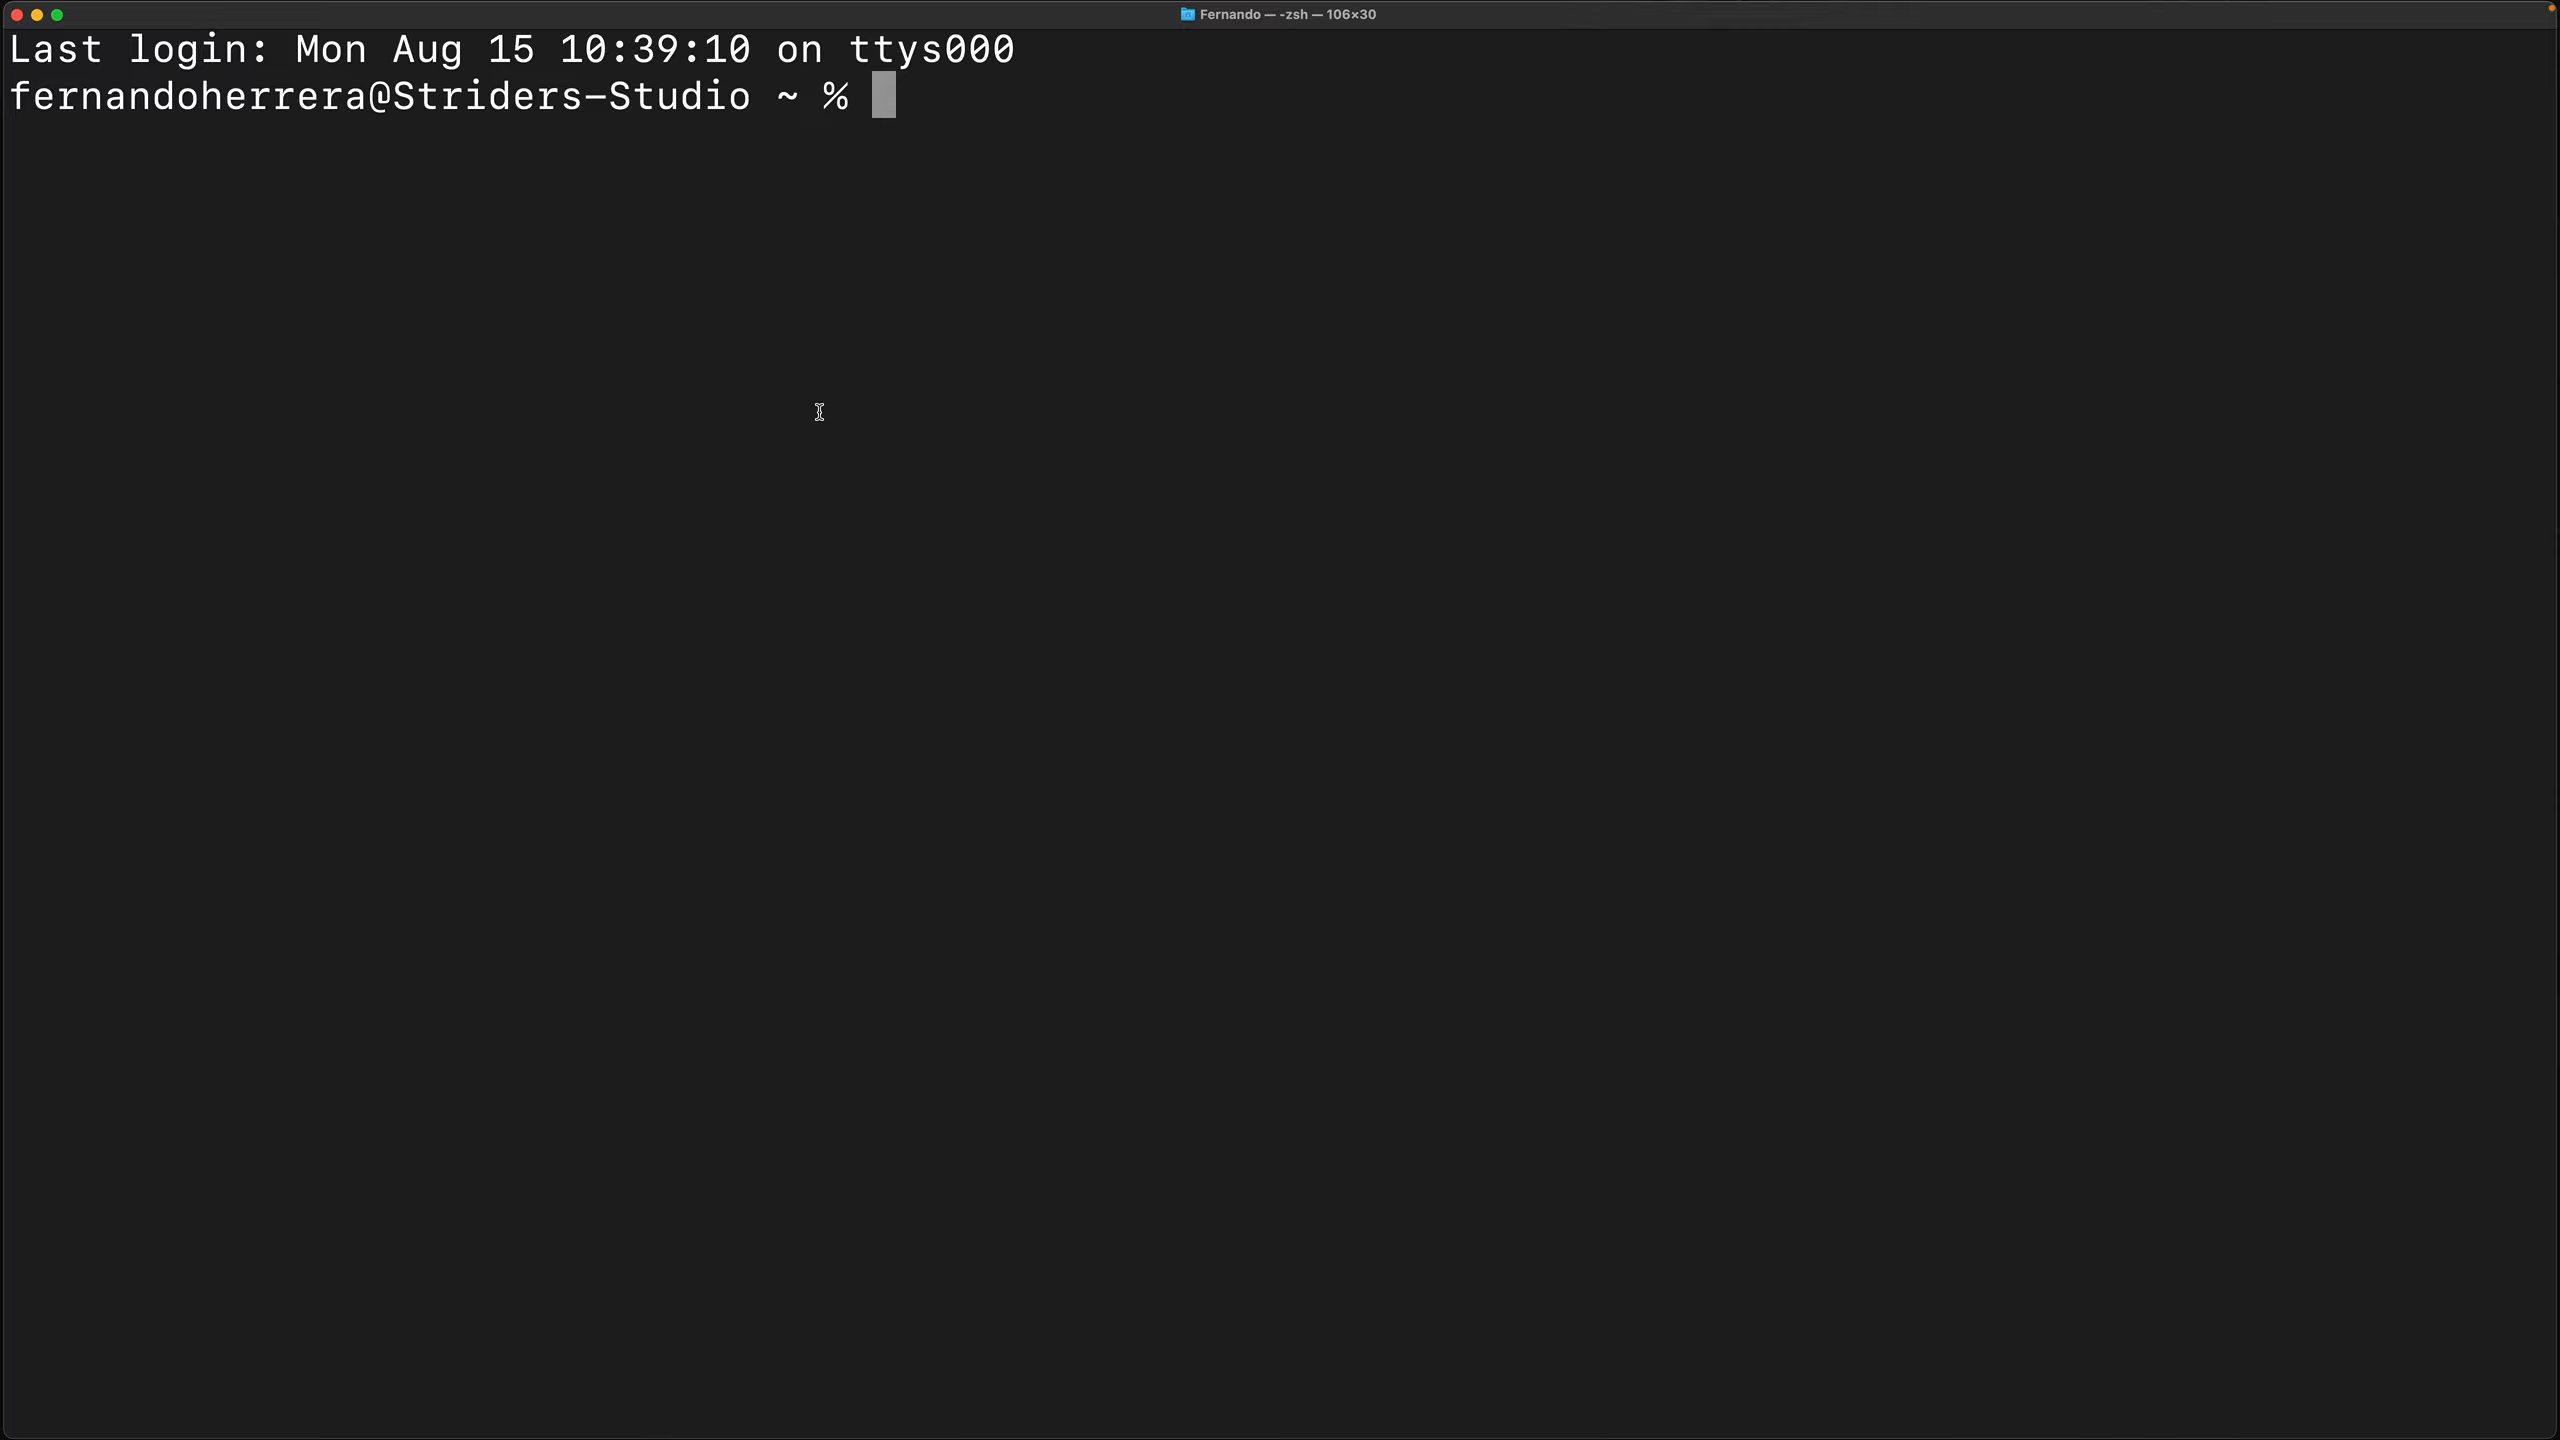 Fernando — -zsh — 106×30
Last login: Mon Aug 15 10:39:10 on ttys000
fernandoherrera@Striders-Studio ~ %